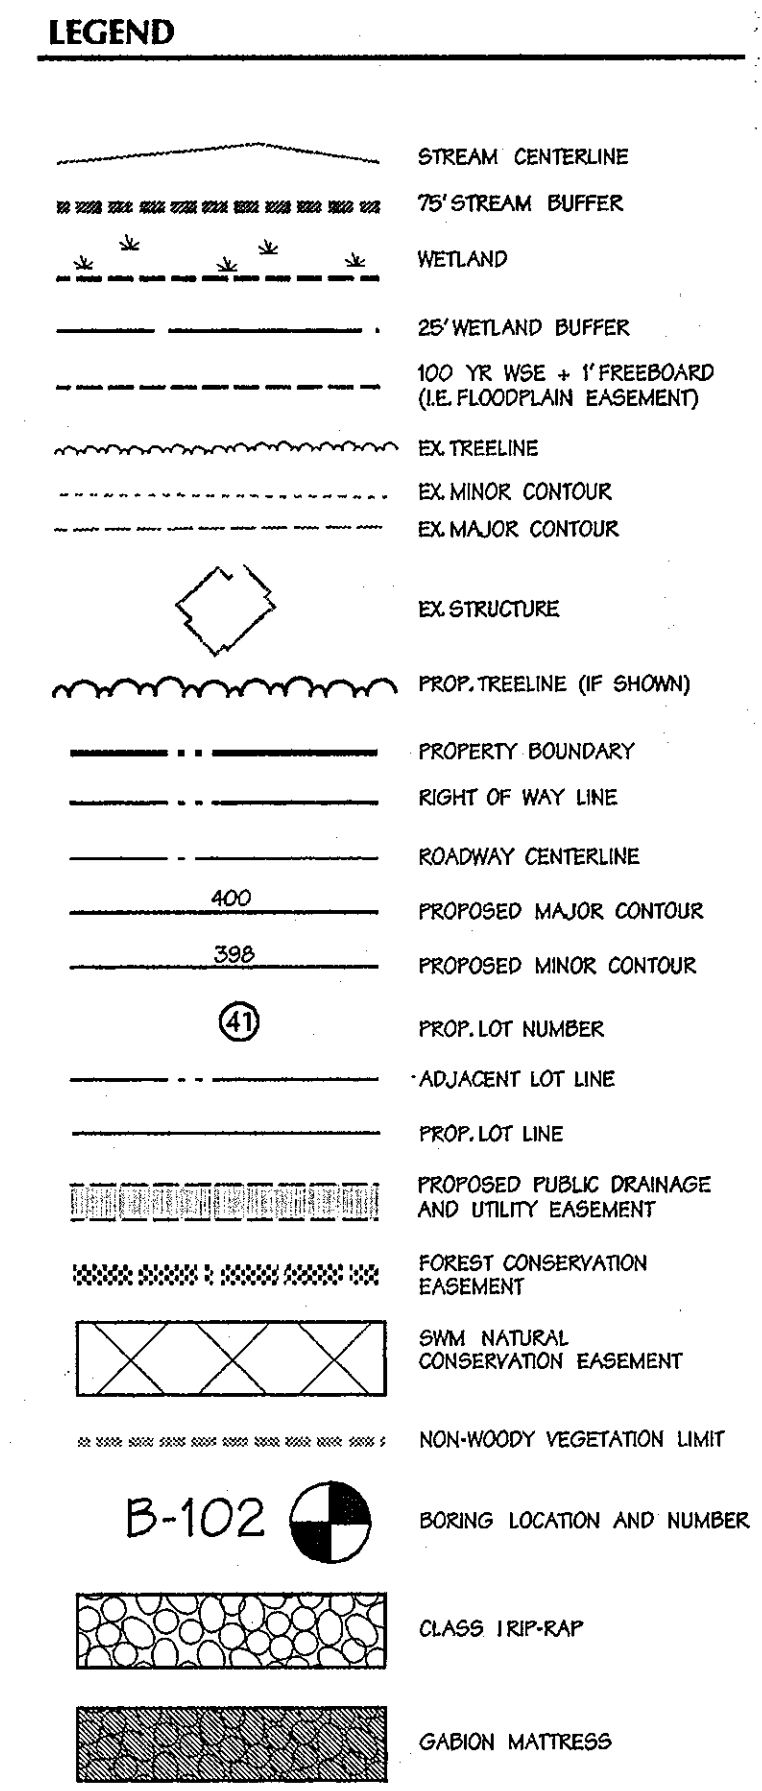 LEGEND
STREAM CENTERLINE
75' STREAM BUFFER
WETLAND
25' WETLAND BUFFER
100 YR WSE + 1' FREEBOARD
(I.E. FLOODPLAIN EASEMENT)
EX. TREELINE
EX. MINOR CONTOUR
EX. MAJOR CONTOUR
EX. STRUCTURE
PROP. TREELINE (IF SHOWN)
PROPERTY BOUNDARY
RIGHT OF WAY LINE
ROADWAY CENTERLINE
400
PROPOSED MAJOR CONTOUR
398
PROPOSED MINOR CONTOUR
41
PROP. LOT NUMBER
ADJACENT LOT LINE
PROP. LOT LINE
PROPOSED PUBLIC DRAINAGE
AND UTILITY EASEMENT
FOREST CONSERVATION
EASEMENT
SWM NATURAL
CONSERVATION EASEMENT
NON-WOODY VEGETATION LIMIT
B-102
BORING LOCATION AND NUMBER
CLASS I RIP-RAP
GABION MATTRESS